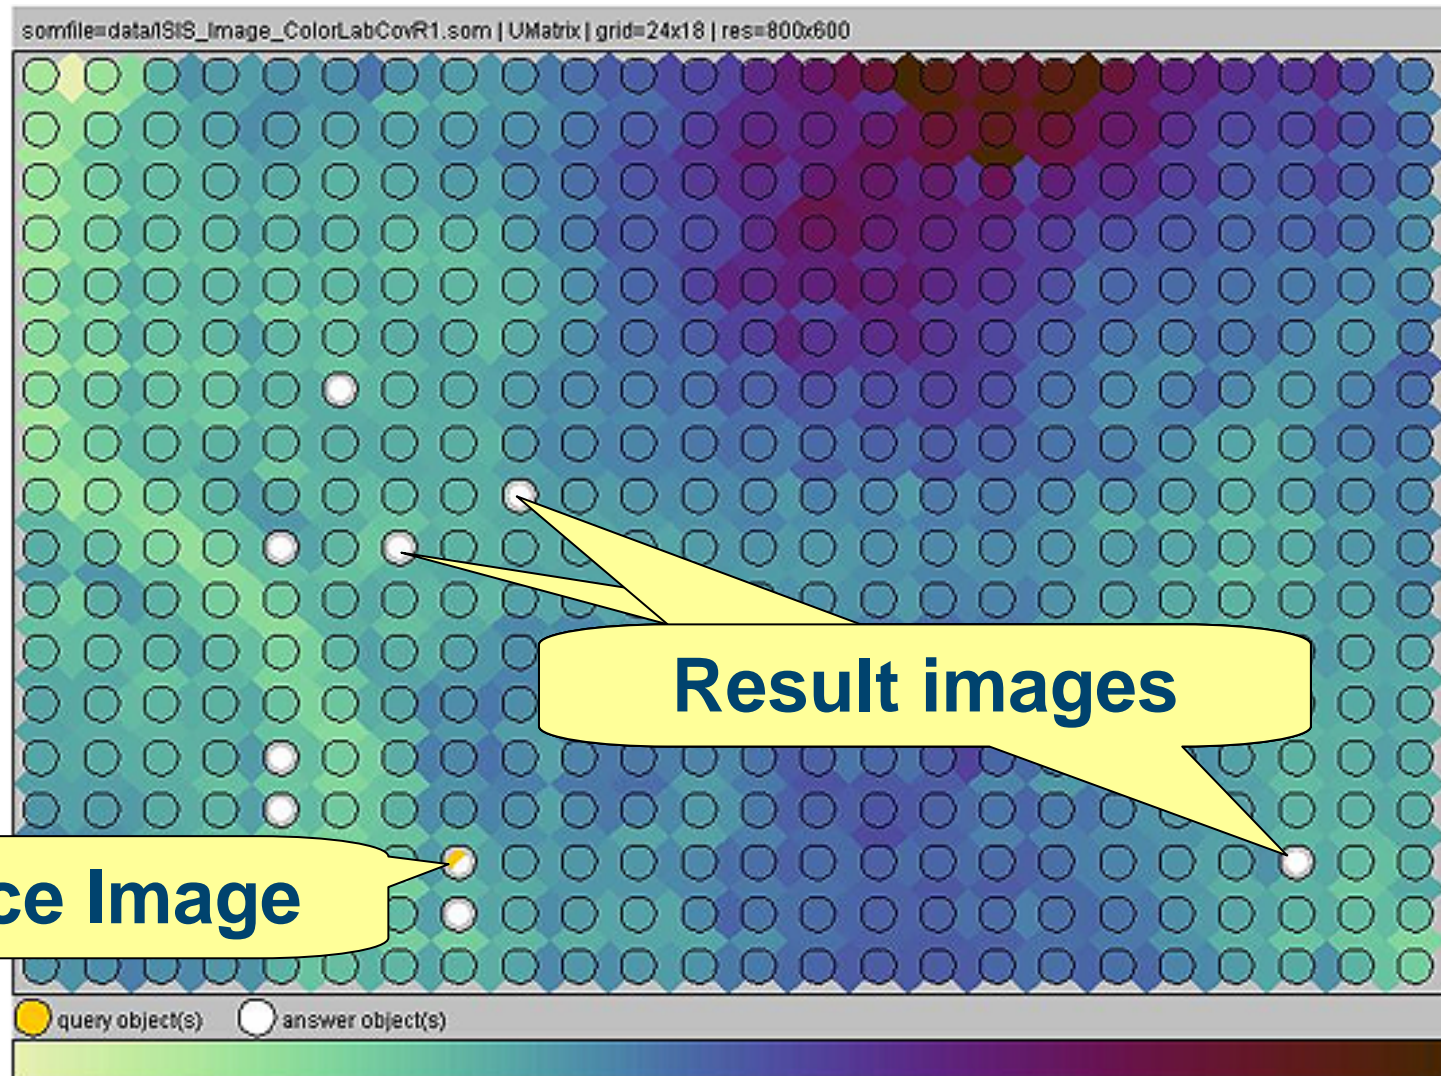 somfile=data/ISIS_Image_ColorLabCovR1.som | UMatrix | grid=24x18 | res=800x600
Result images
ce Image
query object(s) answer object(s)